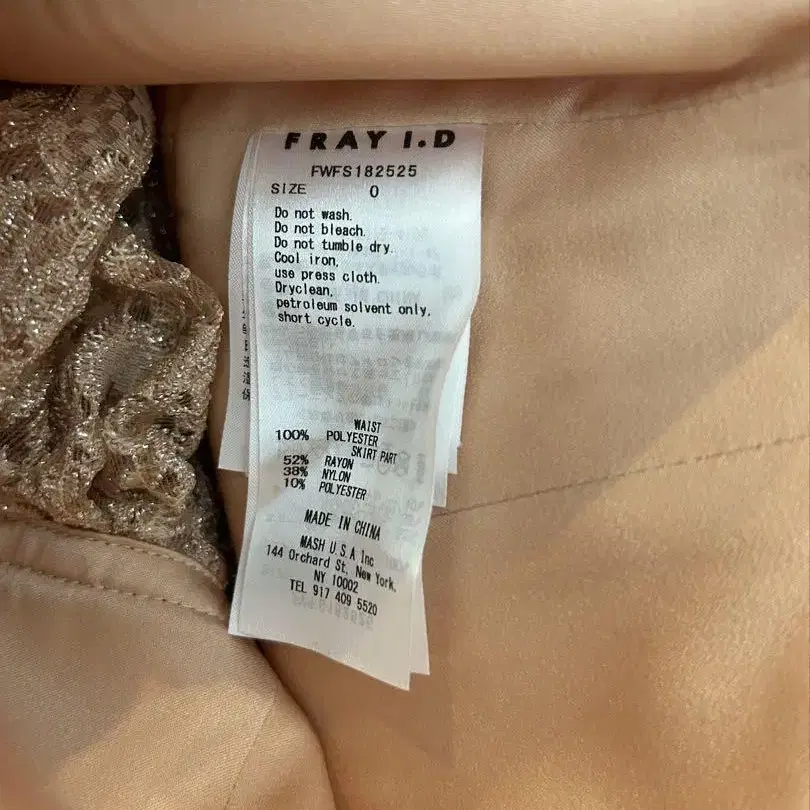 FRAY I.D
FWFS182525
SIZE 0
Do not wash.
Do not bleach.
Do not tumble dry.
Cool iron,
use press cloth.
Dryclean,
petroleum solvent only,
short cycle.
WAIST
100% POLYESTER
SKIRT PART
52% RAYON
38% NYLON
10% POLYESTER
MADE IN CHINA
MASH U.S.A Inc
144 Orchard St, New York,
NY 10002
TEL 917 409 5520